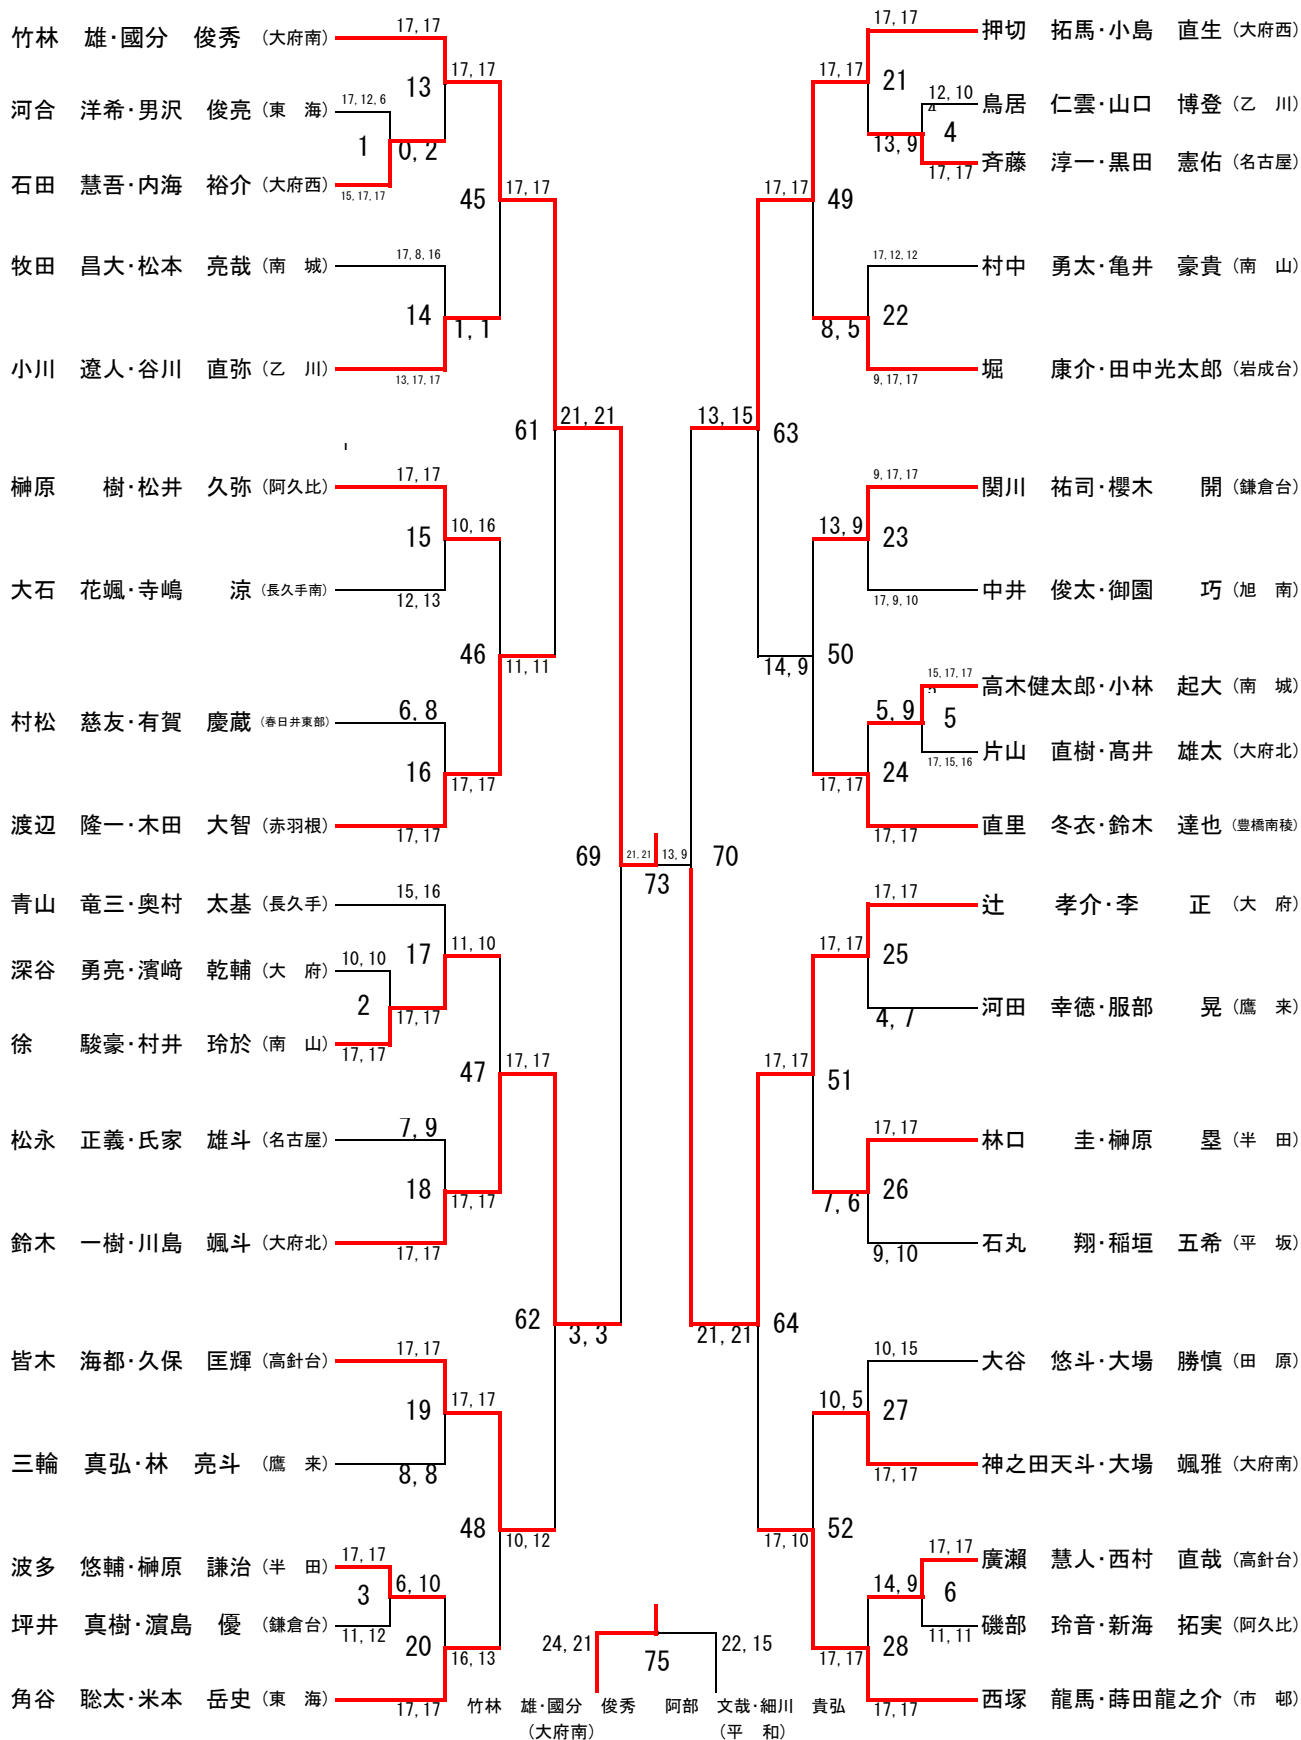 竹林　雄・國分　俊秀（大府南） 17, 17
13
17, 17
河合　洋希・男沢　俊亮（東　海） 17, 12, 6
1
0, 2
石田　慧吾・内海　裕介（大府西） 15, 17, 17
45
17, 17
牧田　昌大・松本　亮哉（南　城） 17, 8, 16
14
1, 1
小川　遼人・谷川　直弥（乙　川） 13, 17, 17
61
21, 21
榊原　樹・松井　久弥（阿久比） 17, 17
15
10, 16
大石　花颯・寺嶋　涼（長久手南） 12, 13
46
11, 11
村松　慈友・有賀　慶蔵（春日井東部） 6, 8
16
17, 17
渡辺　隆一・木田　大智（赤羽根） 17, 17
69
21, 21
73
青山　竜三・奥村　太基（長久手） 15, 16
17
11, 10
深谷　勇亮・濱﨑　乾輔（大　府） 10, 10
2
17, 17
徐　駿豪・村井　玲於（南　山） 17, 17
47
17, 17
松永　正義・氏家　雄斗（名古屋） 7, 9
18
17, 17
鈴木　一樹・川島　颯斗（大府北） 17, 17
62
3, 3
皆木　海都・久保　匡輝（高針台） 17, 17
19
17, 17
三輪　真弘・林　亮斗（鷹　来） 8, 8
48
10, 12
波多　悠輔・榊原　謙治（半　田） 17, 17
3
6, 10
坪井　真樹・濵島　優（鎌倉台） 11, 12
20
16, 13
角谷　聡太・米本　岳史（東　海） 17, 17
17, 17 押切　拓馬・小島　直生（大府西）
17, 17
21
12, 10 鳥居　仁雲・山口　博登（乙　川）
13, 9
4
17, 17 斉藤　淳一・黒田　憲佑（名古屋）
17, 17
49
17, 12, 12 村中　勇太・亀井　豪貴（南　山）
8, 5
22
9, 17, 17 堀　康介・田中光太郎（岩成台）
13, 15
63
9, 17, 17 関川　祐司・櫻木　開（鎌倉台）
13, 9
23
17, 9, 10 中井　俊太・御園　巧（旭　南）
14, 9
50
15, 17, 17 高木健太郎・小林　起大（南　城）
5, 9
5
17, 15, 16 片山　直樹・髙井　雄太（大府北）
17, 17
24
17, 17 直里　冬衣・鈴木　達也（豊橋南稜）
13, 9
70
17, 17 辻　孝介・李　正（大　府）
17, 17
25
4, 7 河田　幸徳・服部　晃（鷹　来）
17, 17
51
17, 17 林口　圭・榊原　塁（半　田）
7, 6
26
9, 10 石丸　翔・稲垣　五希（平　坂）
21, 21
64
10, 15 大谷　悠斗・大場　勝慎（田　原）
10, 5
27
17, 17 神之田天斗・大場　颯雅（大府南）
17, 10
52
17, 17 廣瀬　慧人・西村　直哉（高針台）
14, 9
6
11, 11 磯部　玲音・新海　拓実（阿久比）
17, 17
28
17, 17 西塚　龍馬・蒔田龍之介（市　邨）
24, 21
75
22, 15
竹林　雄・國分　俊秀　阿部　文哉・細川　貴弘
（大府南）　（平　和）